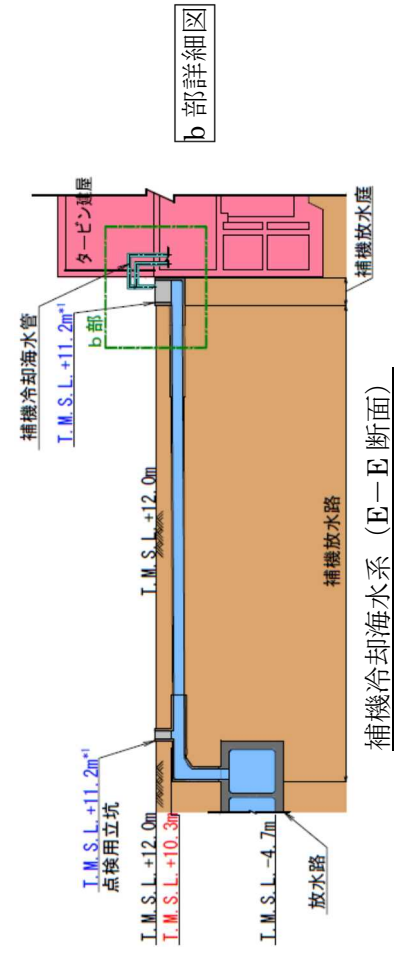 b 部詳細図
補機冷却海水管
T.M.S.L.+11.2m*1
タービン建屋
b部
T.M.S.L.+12.0m
T.M.S.L.+11.2m*1
点検用立坑
T.M.S.L.+12.0m
T.M.S.L.+10.3m
T.M.S.L.-4.7m
放水路
補機放水路
補機放水庭
補機冷却海水系（E－E 断面）